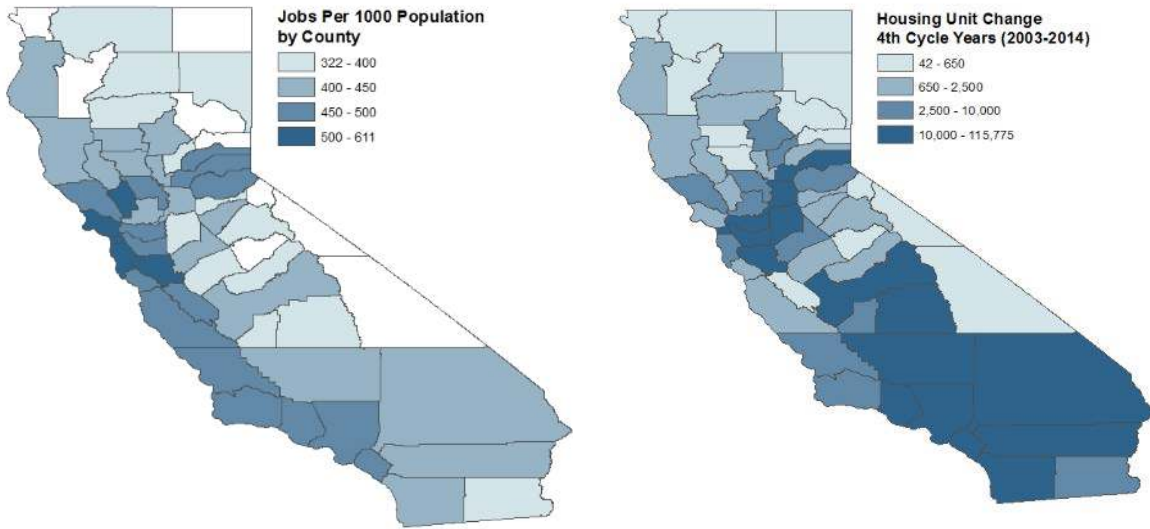 Jobs Per 1000 Population
by County
322 - 400
400 - 450
450 - 500
500 - 611
Housing Unit Change
4th Cycle Years (2003-2014)
42 - 650
650 - 2,500
2,500 - 10,000
10,000 - 115,775